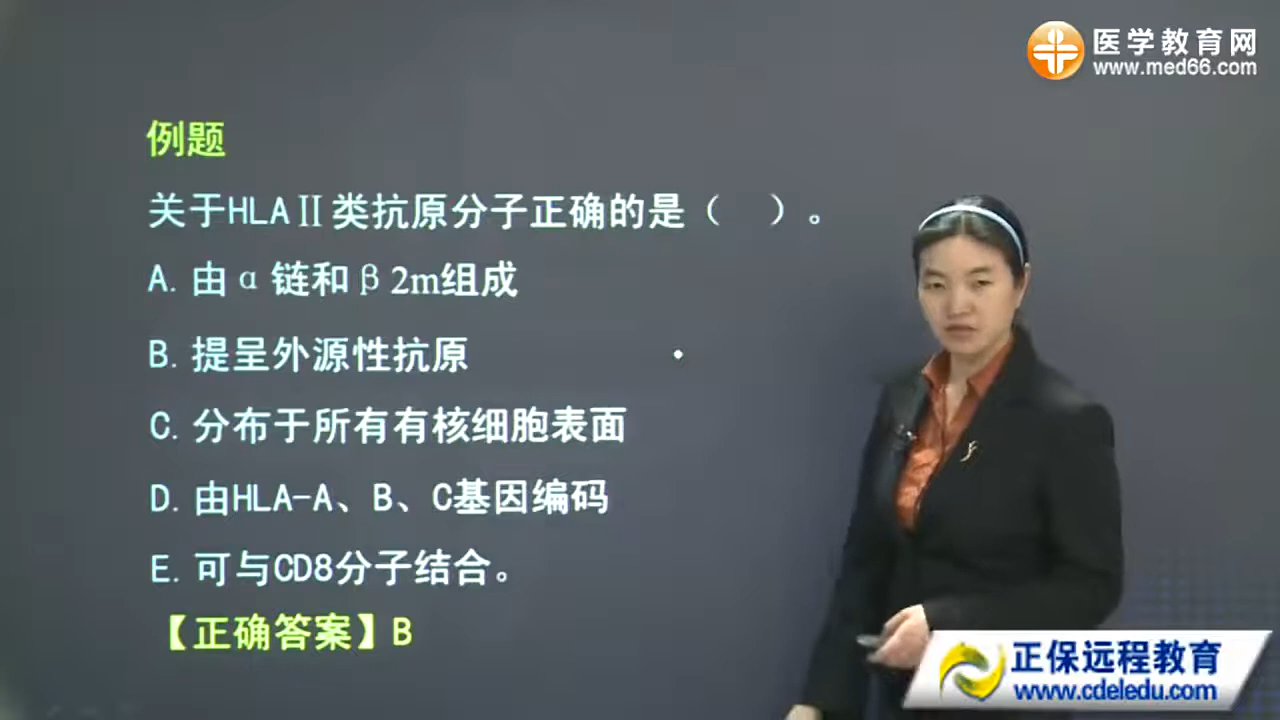 医学教育网
www.med66.com
例题
关于HLAⅡ类抗原分子正确的是（ ）。
A. 由α链和β2m组成
B. 提呈外源性抗原
C. 分布于所有有核细胞表面
D. 由HLA-A、B、C基因编码
E. 可与CD8分子结合。
【正确答案】B
正保远程教育
www.cdeledu.com